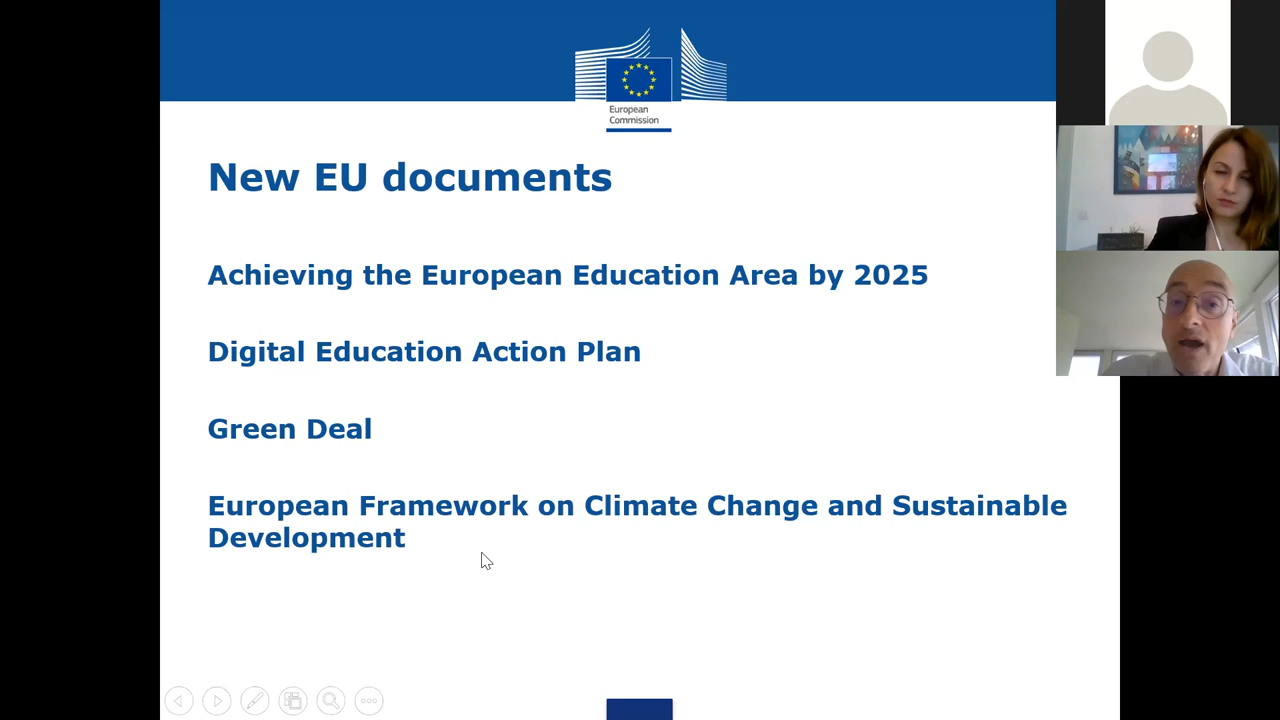 European
Commission
New EU documents
Achieving the European Education Area by 2025
Digital Education Action Plan
Green Deal
European Framework on Climate Change and Sustainable
Development